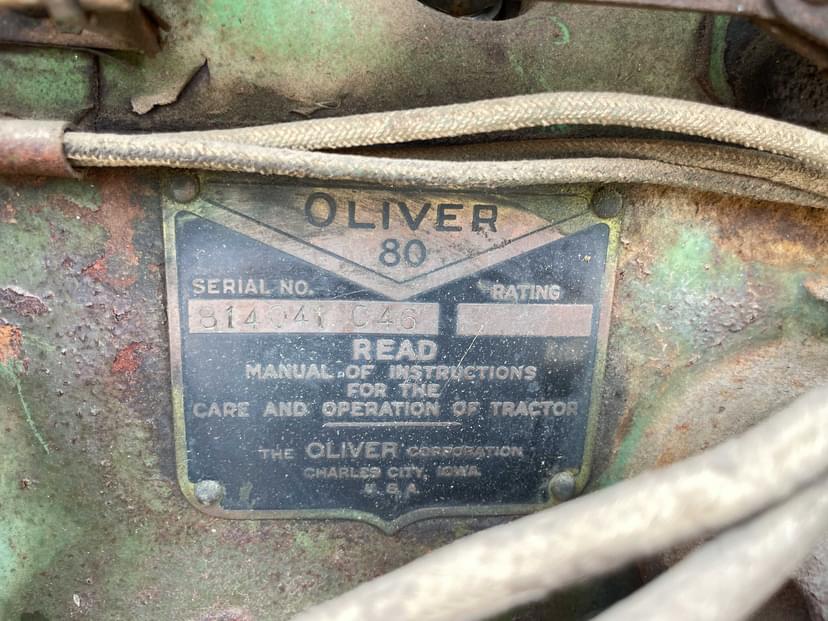 OLIVER
80
SERIAL NO. RATING
C46
READ
MANUAL OF INSTRUCTIONS
FOR THE
CARE AND OPERATION OF TRACTOR
THE OLIVER CORPORATION
CHARLES CITY, IOWA
U.S.A.